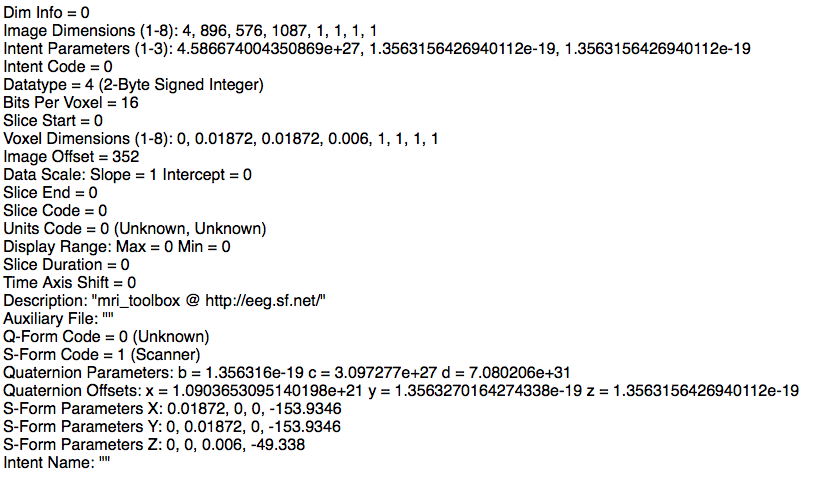 Dim Info = 0
Image Dimensions (1-8): 4, 896, 576, 1087, 1, 1, 1, 1
Intent Parameters (1-3): 4.586674004350869e+27, 1.3563156426940112e-19, 1.3563156426940112e-19
Intent Code = 0
Datatype = 4 (2-Byte Signed Integer)
Bits Per Voxel = 16
Slice Start = 0
Voxel Dimensions (1-8): 0, 0.01872, 0.01872, 0.006, 1, 1, 1, 1
Image Offset = 352
Data Scale: Slope = 1 Intercept = 0
Slice End = 0
Slice Code = 0
Units Code = 0 (Unknown, Unknown)
Display Range: Max = 0 Min = 0
Slice Duration = 0
Time Axis Shift = 0
Description: "mri_toolbox @ http://eeg.sf.net/"
Auxiliary File: ""
Q-Form Code = 0 (Unknown)
S-Form Code = 1 (Scanner)
Quaternion Parameters: b = 1.356316e-19 c = 3.097277e+27 d = 7.080206e+31
Quaternion Offsets: x = 1.0903653095140198e+21 y = 1.3563270164274338e-19 z = 1.3563156426940112e-19
S-Form Parameters X: 0.01872, 0, 0, -153.9346
S-Form Parameters Y: 0, 0.01872, 0, -153.9346
S-Form Parameters Z: 0, 0, 0.006, -49.338
Intent Name: ""